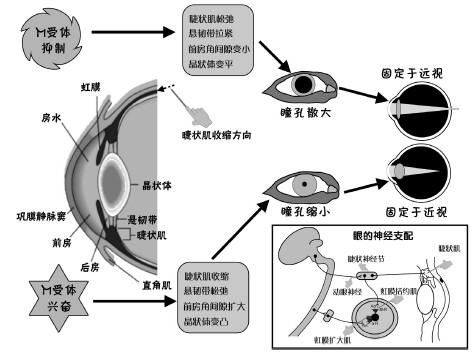 M受体
抑制
睫状肌松弛
悬韧带拉紧
前房角间隙变小
晶状体变平
瞳孔散大
固定于远视
虹膜
房水
睫状肌收缩方向
晶状体
巩膜静脉窦
前房
后房
悬韧带
睫状肌
直角肌
瞳孔缩小
固定于近视
M受体
兴奋
睫状肌收缩
悬韧带松弛
前房角间隙扩大
晶状体变凸
眼的神经支配
睫状肌
睫状神经节
动眼神经
虹膜括约肌
虹膜扩大肌